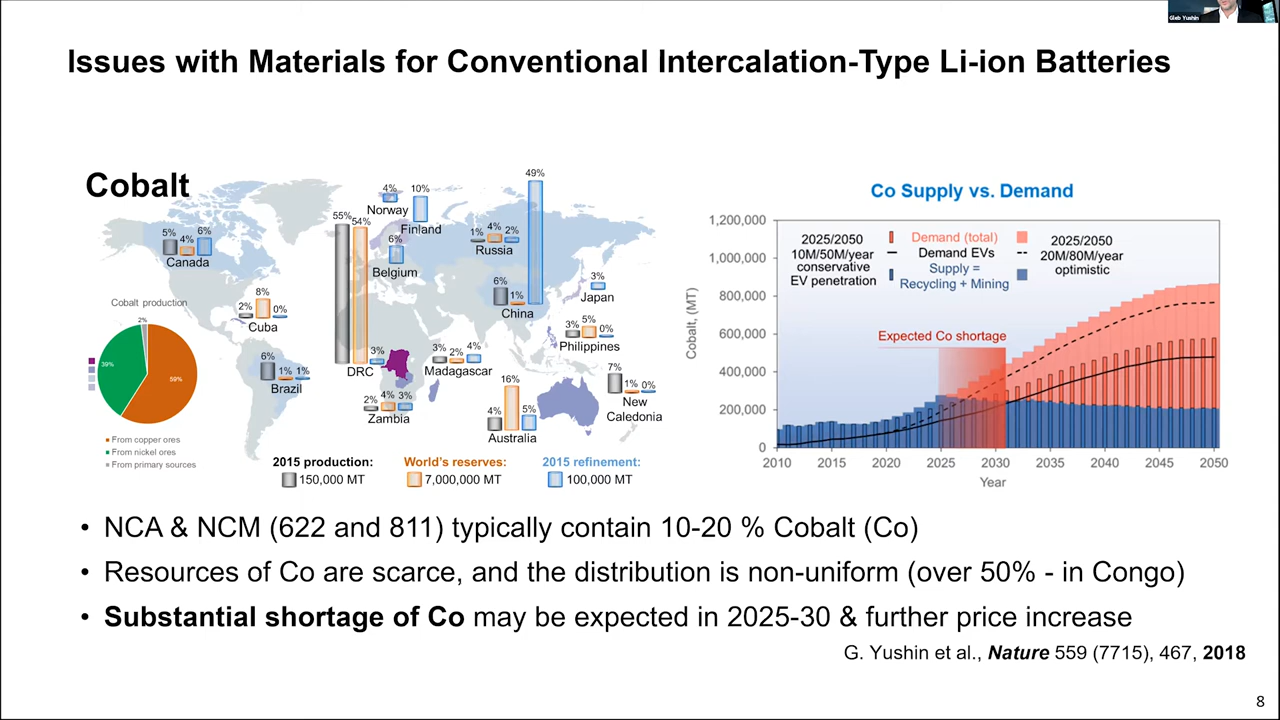 Gleb Yushin
Issues with Materials for Conventional Intercalation-Type Li-ion Batteries
Cobalt
5%
4%
6%
Canada
4%
Norway
10%
Finland
6%
Belgium
1%
4%
2%
Russia
49%
6%
1%
China
3%
Japan
55%
54%
3%
DRC
2%
8%
0%
Cuba
3%
5%
0%
Philippines
3%
2%
4%
Madagascar
6%
1%
1%
Brazil
2%
4%
3%
Zambia
16%
4%
5%
Australia
7%
1%
0%
New
Caledonia
Cobalt production
2%
39%
59%
From copper ores
From nickel ores
From primary sources
2015 production:
150,000 MT
World's reserves:
7,000,000 MT
2015 refinement:
100,000 MT
Co Supply vs. Demand
1,200,000
1,000,000
800,000
600,000
400,000
200,000
0
Cobalt, (MT)
2025/2050
10M/50M/year
conservative
EV penetration
Demand (total)
Demand EVs
Supply =
Recycling + Mining
2025/2050
20M/80M/year
optimistic
Expected Co shortage
2010 2015 2020 2025 2030 2035 2040 2045 2050
Year
• NCA & NCM (622 and 811) typically contain 10-20 % Cobalt (Co)
• Resources of Co are scarce, and the distribution is non-uniform (over 50% - in Congo)
• Substantial shortage of Co may be expected in 2025-30 & further price increase
G. Yushin et al., Nature 559 (7715), 467, 2018
8